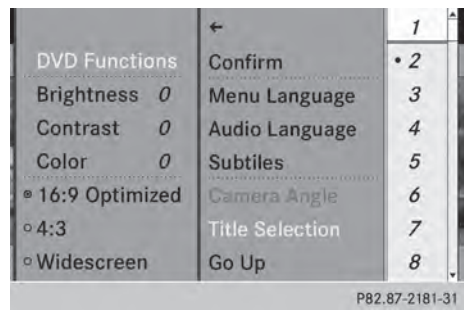 DVD Functions
Brightness 0
Contrast 0
Color 0
16:9 Optimized
4:3
Widescreen
←
Confirm
Menu Language
Audio Language
Subtiles
Camera Angle
Title Selection
Go Up
1
• 2
3
4
5
6
7
8
P82.87-2181-31